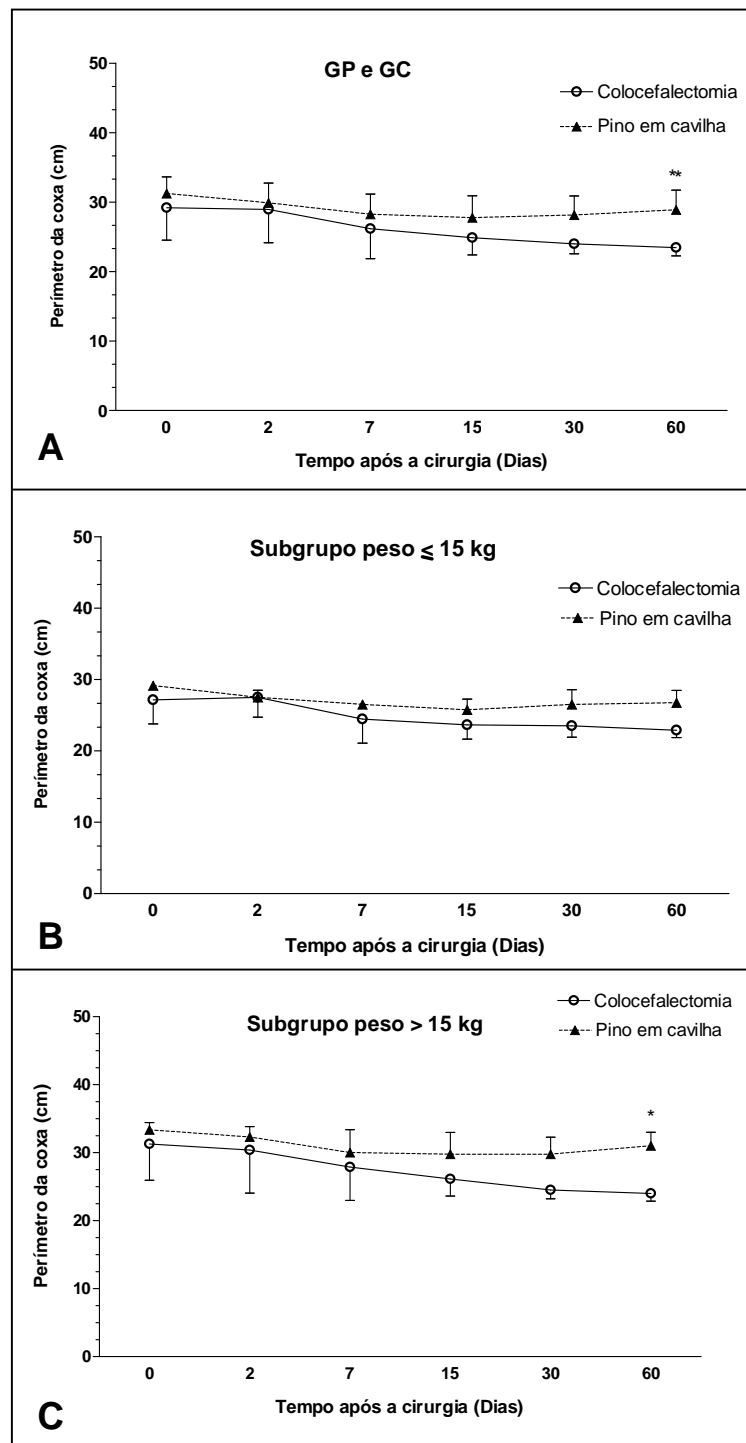 GP e GC
Colocefalectomia
Pino em cavilha
**
Perímetro da coxa (cm)
50
40
30
20
10
0
0 2 7 15 30 60
Tempo após a cirurgia (Dias)
A
Subgrupo peso ≤ 15 kg
Colocefalectomia
Pino em cavilha
Perímetro da coxa (cm)
50
40
30
20
10
0
0 2 7 15 30 60
Tempo após a cirurgia (Dias)
B
Subgrupo peso > 15 kg
Colocefalectomia
Pino em cavilha
*
Perímetro da coxa (cm)
50
40
30
20
10
0
0 2 7 15 30 60
Tempo após a cirurgia (Dias)
C